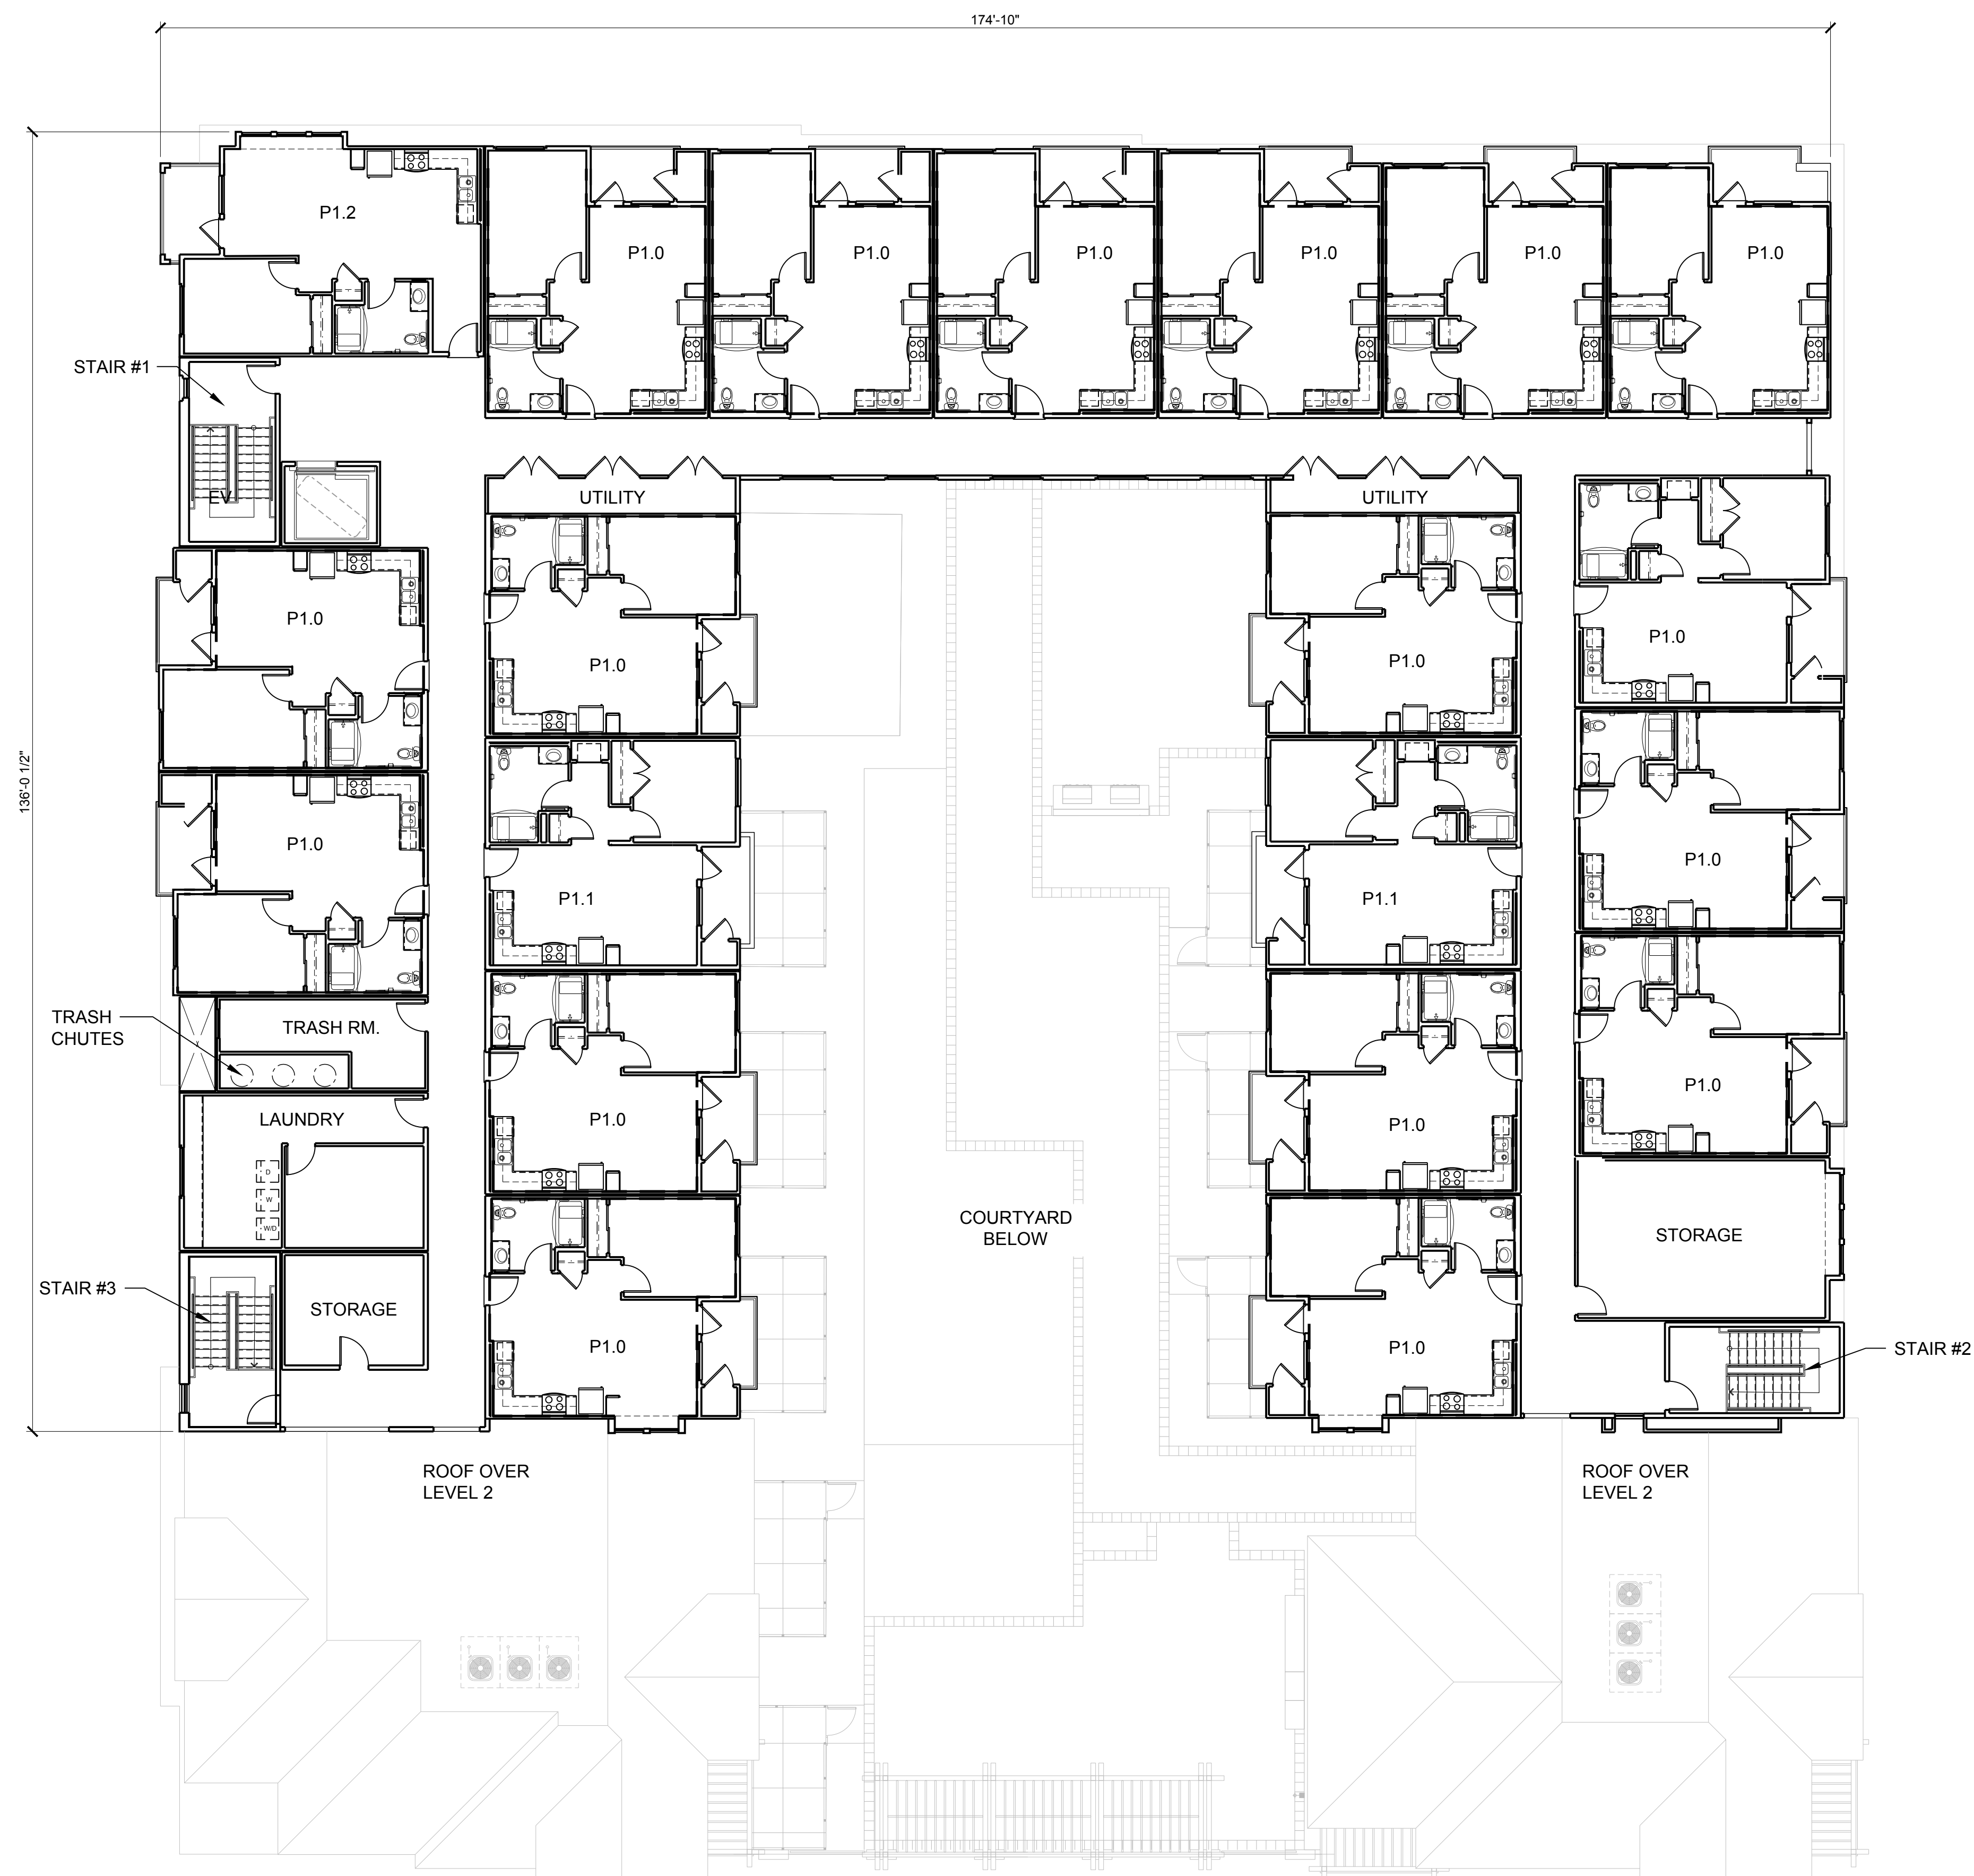 174'-10"
P1.2
P1.0
P1.0
P1.0
P1.0
P1.0
P1.0
STAIR #1
EV
UTILITY
UTILITY
P1.0
P1.0
P1.0
P1.0
136'-0 1/2"
P1.0
P1.0
P1.1
P1.1
TRASH
CHUTES
TRASH RM.
P1.0
LAUNDRY
P1.0
P1.0
D
W
W/D
COURTYARD
BELOW
STORAGE
STAIR #3
STORAGE
P1.0
P1.0
STAIR #2
ROOF OVER
LEVEL 2
ROOF OVER
LEVEL 2